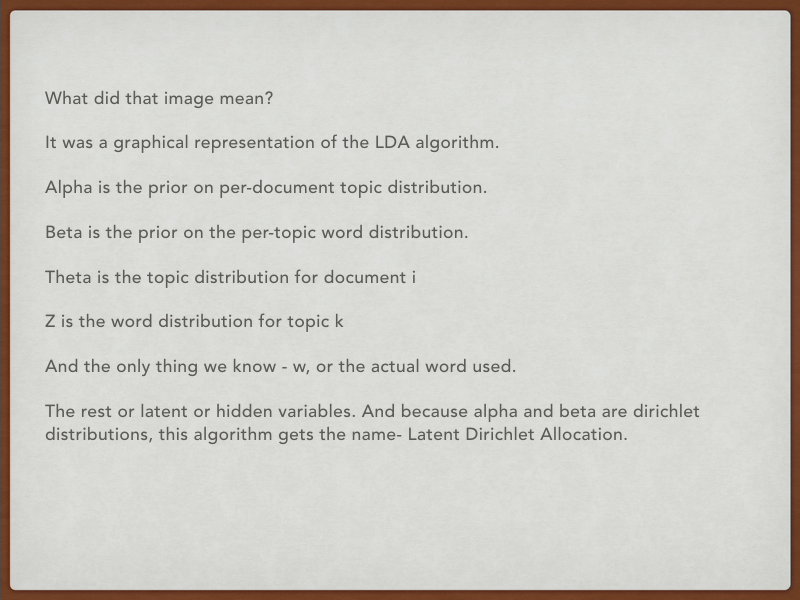 What did that image mean?
It was a graphical representation of the LDA algorithm.
Alpha is the prior on per-document topic distribution.
Beta is the prior on the per-topic word distribution.
Theta is the topic distribution for document i
Z is the word distribution for topic k
And the only thing we know - w, or the actual word used.
The rest or latent or hidden variables. And because alpha and beta are dirichlet
distributions, this algorithm gets the name- Latent Dirichlet Allocation.